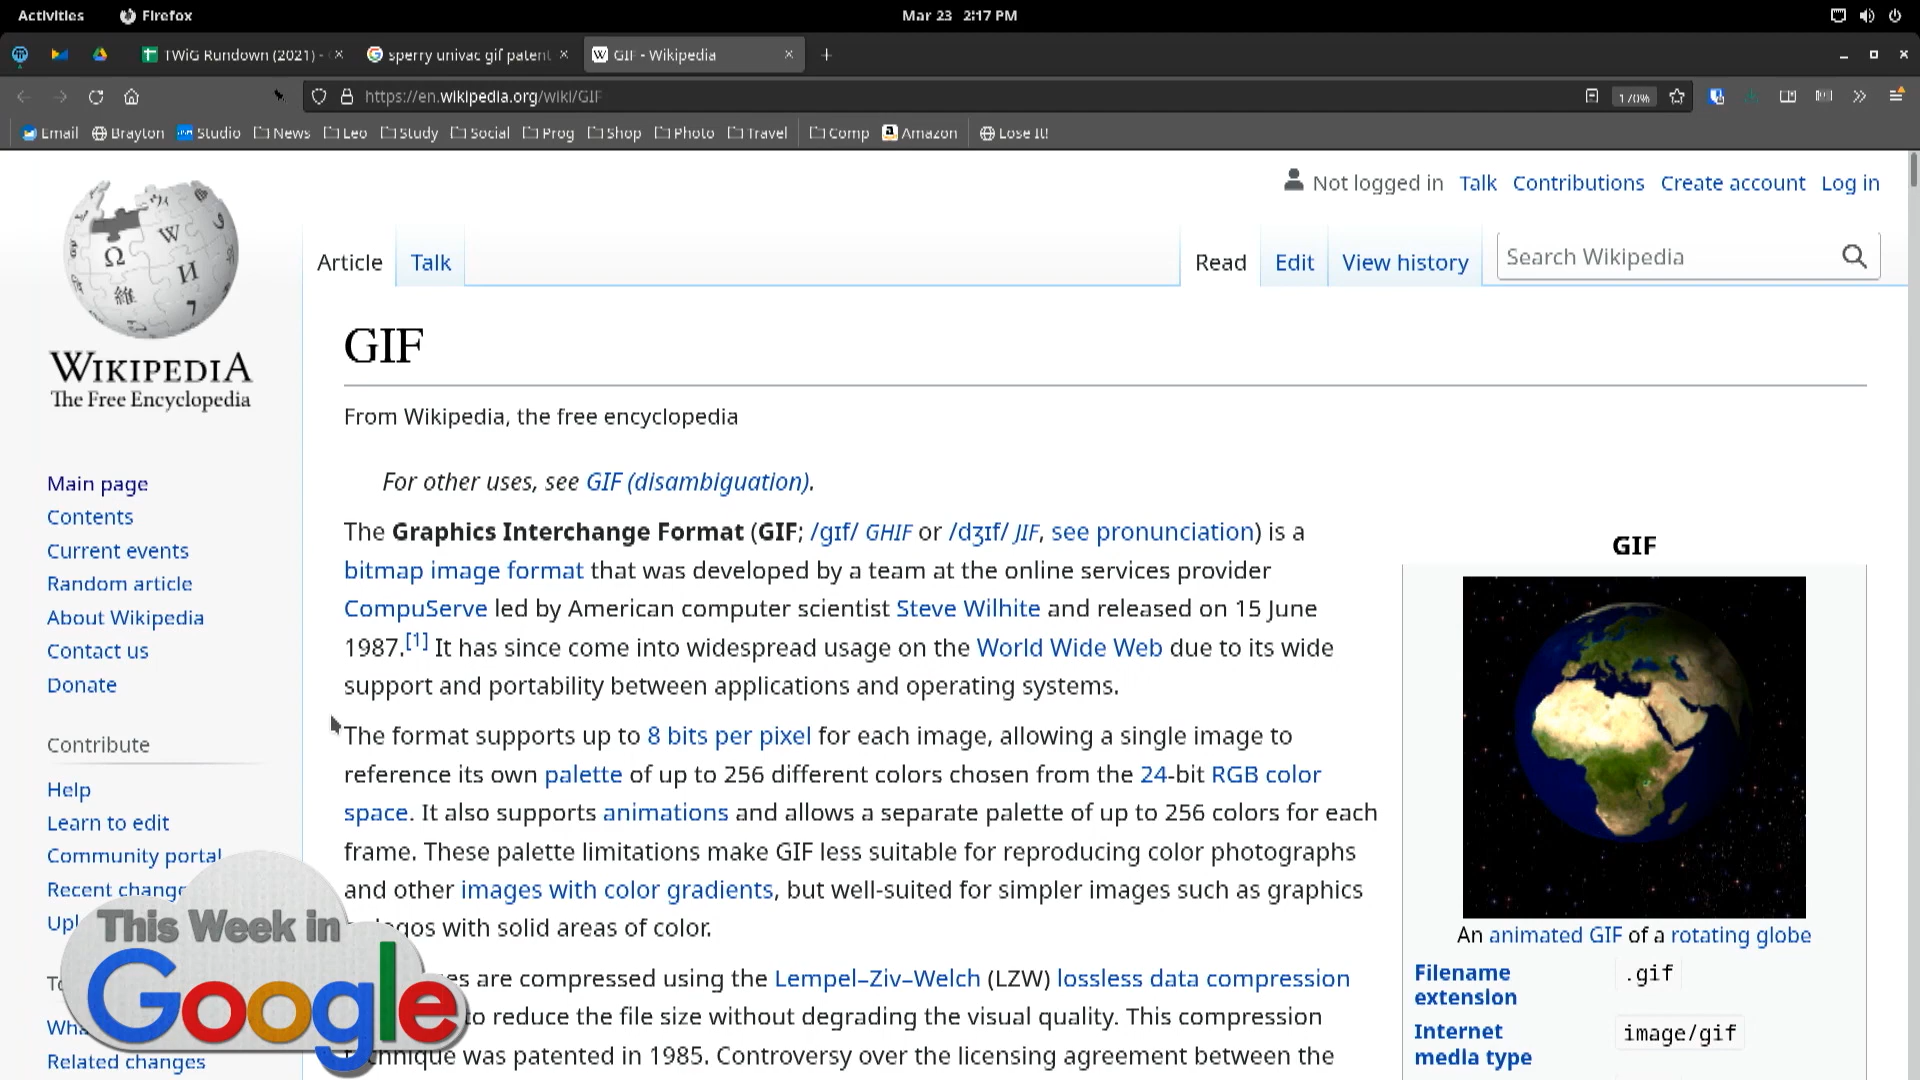 Activities Firefox Mar 23 2:17 PM
TWiG Rundown (2021) - sperry univac gif patent GIF - Wikipedia
https://en.wikipedia.org/wiki/GIF 170%
Email Brayton Studio News Leo Study Social Prog Shop Photo Travel Comp Amazon Lose It!
Not logged in Talk Contributions Create account Log in
Article Talk Read Edit View history Search Wikipedia
WIKIPEDIA
The Free Encyclopedia
Main page
Contents
Current events
Random article
About Wikipedia
Contact us
Donate
Contribute
Help
Learn to edit
Community portal
Recent change
Upl
To
Wha
Related changes
GIF
From Wikipedia, the free encyclopedia
For other uses, see GIF (disambiguation).
The Graphics Interchange Format (GIF; /ɡɪf/ GHIF or /dʒɪf/ JIF, see pronunciation) is a
bitmap image format that was developed by a team at the online services provider
CompuServe led by American computer scientist Steve Wilhite and released on 15 June
1987.[1] It has since come into widespread usage on the World Wide Web due to its wide
support and portability between applications and operating systems.
The format supports up to 8 bits per pixel for each image, allowing a single image to
reference its own palette of up to 256 different colors chosen from the 24-bit RGB color
space. It also supports animations and allows a separate palette of up to 256 colors for each
frame. These palette limitations make GIF less suitable for reproducing color photographs
and other images with color gradients, but well-suited for simpler images such as graphics
ogos with solid areas of color.
es are compressed using the Lempel–Ziv–Welch (LZW) lossless data compression
to reduce the file size without degrading the visual quality. This compression
technique was patented in 1985. Controversy over the licensing agreement between the
GIF
An animated GIF of a rotating globe
Filename .gif
extension
Internet image/gif
media type
This Week in
Google